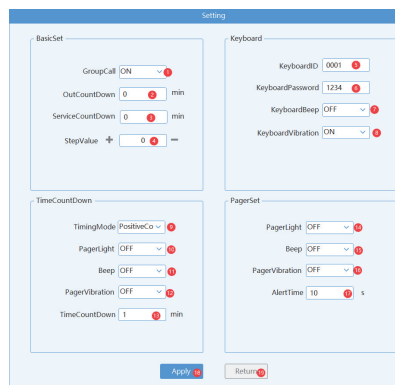 Setting
BasicSet
GroupCall ON 1
OutCountDown 0 2 min
ServiceCountDown 0 3 min
StepValue + 0 4 −
Keyboard
KeyboardID 0001 5
KeyboardPassword 1234 6
KeyboardBeep OFF 7
KeyboardVibration ON 8
TimeCountDown
TimingMode PositiveCo 9
PagerLight OFF 10
Beep OFF 11
PagerVibration OFF 12
TimeCountDown 1 13 min
PagerSet
PagerLight OFF 14
Beep OFF 15
PagerVibration OFF 16
AlertTime 10 17 s
Apply 18
Return 19